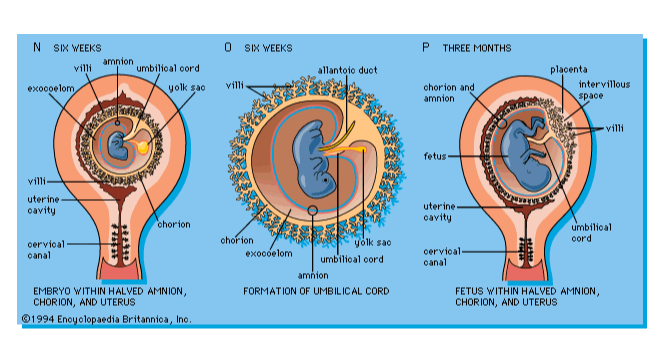 N SIX WEEKS
villi
amnion
umbilical cord
exocoelom
yolk sac
villi
uterine
cavity
chorion
cervical
canal
EMBRYO WITHIN HALVED AMNION,
CHORION, AND UTERUS
O SIX WEEKS
allantoic duct
villi
chorion
exocoelom
yolk sac
umbilical cord
amnion
FORMATION OF UMBILICAL CORD
P THREE MONTHS
placenta
chorion and
amnion
intervillous
space
villi
fetus
uterine
cavity
umbilical
cord
cervical
canal
FETUS WITHIN HALVED AMNION,
CHORION, AND UTERUS
©1994 Encyclopaedia Britannica, Inc.